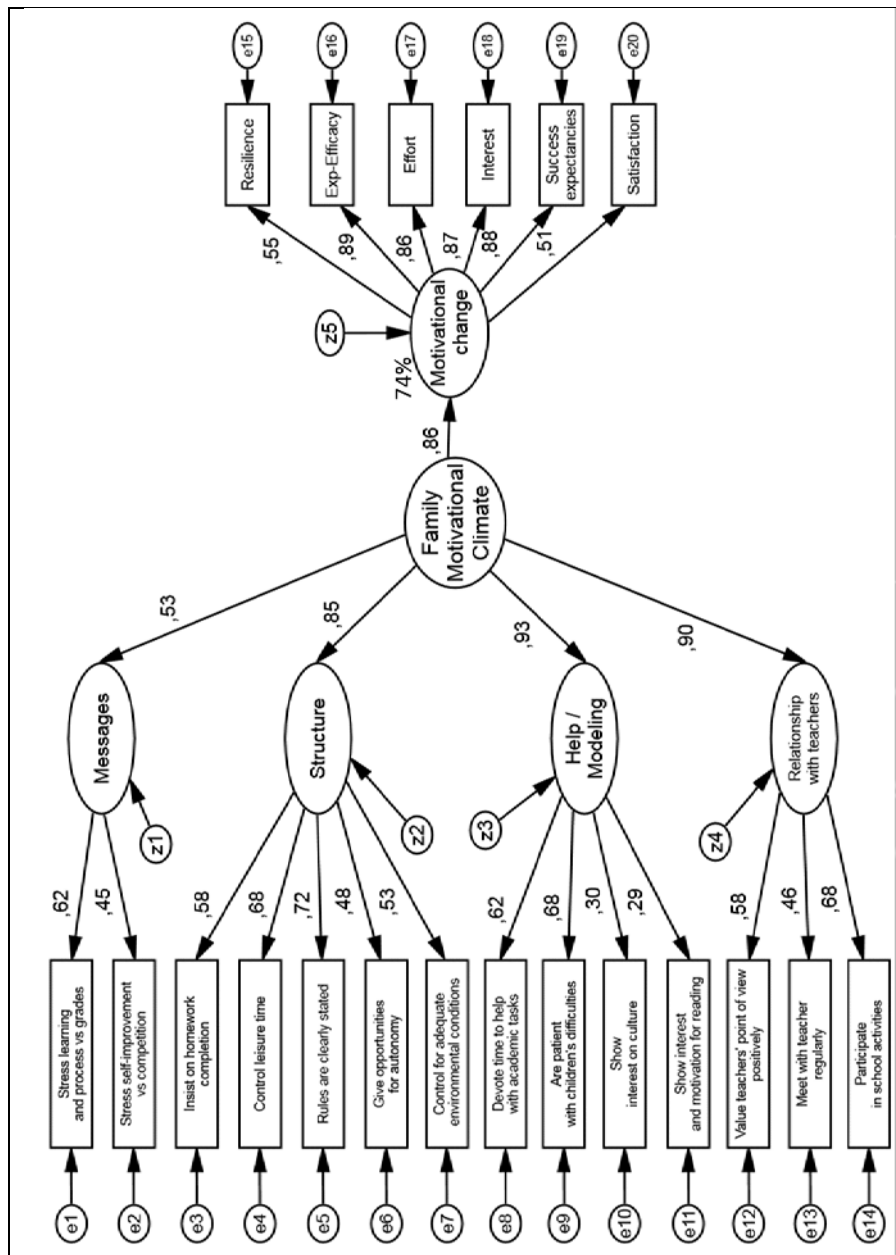 e1
Stress learning
and process vs grades
,62
e2
Stress self-improvement
vs competition
,45
Messages
z1
,53
e3
Insist on homework
completion
,58
e4
Control leisure time
,68
e5
Rules are clearly stated
,72
e6
Give opportunities
for autonomy
,48
e7
Control for adequate
environmental conditions
,53
Structure
z2
,85
e8
Devote time to help
with academic tasks
,62
e9
Are patient
with children's difficulties
,68
e10
Show
interest on culture
,30
e11
Show interest
and motivation for reading
,29
Help /
Modeling
z3
,93
e12
Value teachers' point of view
positively
,58
e13
Meet with teacher
regularly
,46
e14
Participate
in school activities
,68
Relationship
with teachers
z4
,90
Family
Motivational
Climate
,86
74%
Motivational
change
z5
,55
Resilience
e15
,89
Exp-Efficacy
e16
,86
Effort
e17
,87
Interest
e18
,88
Success
expectancies
e19
,51
Satisfaction
e20